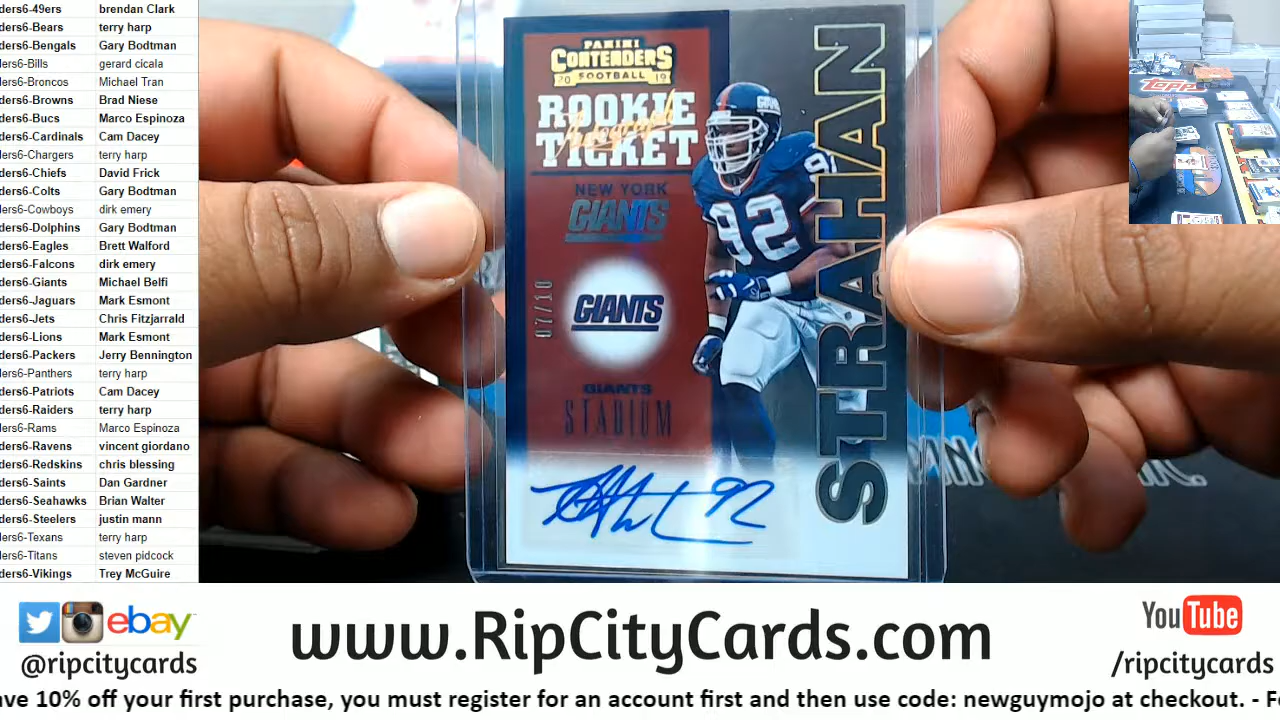 ders6-49ers brendan Clark
ders6-Bears terry harp
ders6-Bengals Gary Bodtman
ders6-Bills gerard cicala
ders6-Broncos Michael Tran
ders6-Browns Brad Niese
ders6-Bucs Marco Espinoza
ders6-Cardinals Cam Dacey
ders6-Chargers terry harp
ders6-Chiefs David Frick
ders6-Colts Gary Bodtman
ders6-Cowboys dirk emery
ders6-Dolphins Gary Bodtman
ders6-Eagles Brett Walford
ders6-Falcons dirk emery
ders6-Giants Michael Belfi
ders6-Jaguars Mark Esmont
ders6-Jets Chris Fitzjarrald
ders6-Lions Mark Esmont
ders6-Packers Jerry Bennington
ders6-Panthers terry harp
ders6-Patriots Cam Dacey
ders6-Raiders terry harp
ders6-Rams Marco Espinoza
ders6-Ravens vincent giordano
ders6-Redskins chris blessing
ders6-Saints Dan Gardner
ders6-Seahawks Brian Walter
ders6-Steelers justin mann
ders6-Texans terry harp
ders6-Titans steven pidcock
ders6-Vikings Trey McGuire
PANINI
CONTENDERS
20 FOOTBALL 19
ROOKIE
Autograph
TICKET
NEW YORK
GIANTS
07/10
GIANTS
GIANTS
STADIUM
GIANTS
92
92
STRAHAN
TOPPS
ebay
@ripcitycards
www.RipCityCards.com
YouTube
/ripcitycards
ave 10% off your first purchase, you must register for an account first and then use code: newguymojo at checkout. - F